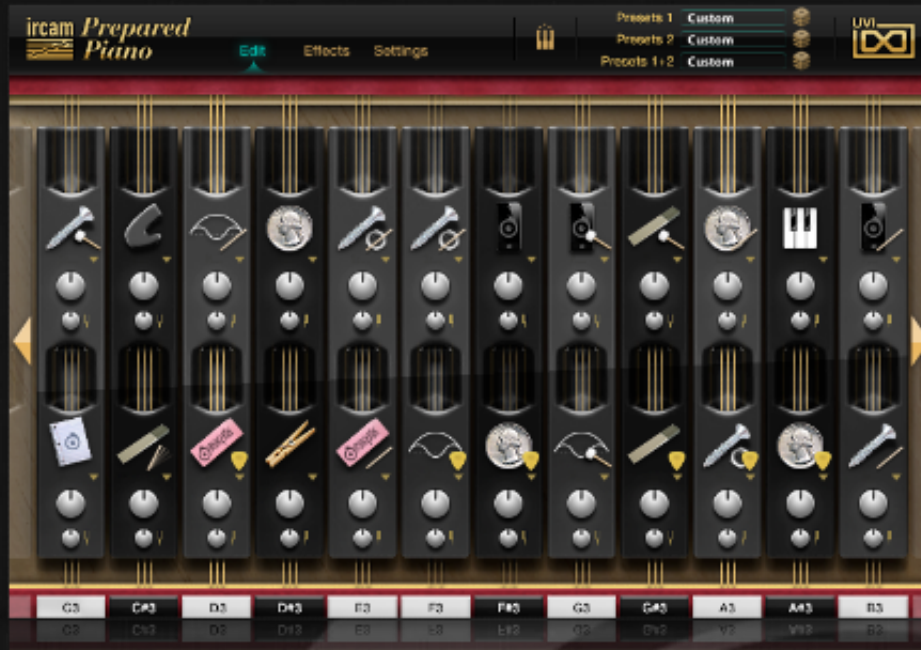 ircam Prepared Piano
Edit Effects Settings
Presets 1 Custom
Presets 2 Custom
Presets 1+2 Custom
UVI
C3 C#3 D3 D#3 E3 F3 F#3 G3 G#3 A3 A#3 B3